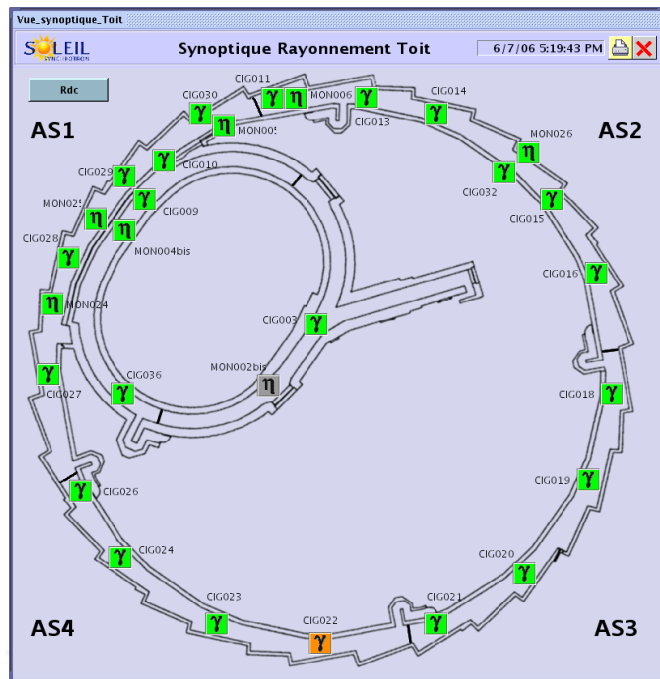 Vue_synoptique_Toit
SOLEIL
SYNCHROTRON
Synoptique Rayonnement Toit
6/7/06 5:19:43 PM
Rdc
AS1
AS2
CIG011
γ
η
MON006
γ
CIG013
CIG014
γ
CIG030
γ
η
MON005
MON026
η
CIG029
γ
γ
CIG010
γ
CIG032
γ
CIG009
γ
CIG015
MON025
η
η
MON004bis
CIG028
γ
CIG016
γ
η
MON024
CIG003
γ
MON002bis
η
γ
CIG027
CIG036
γ
CIG018
γ
CIG019
γ
γ
CIG026
γ
CIG024
CIG020
γ
CIG023
γ
CIG022
γ
CIG021
γ
AS4
AS3